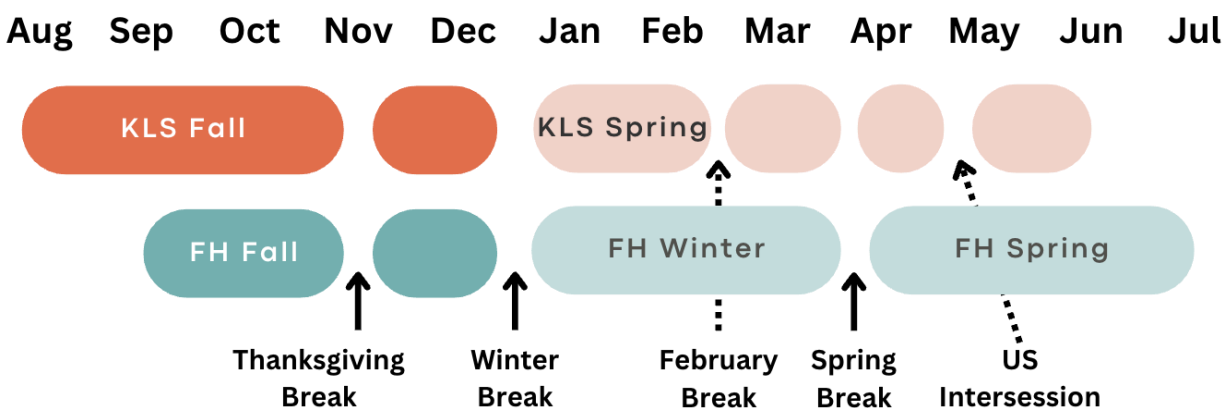 Aug Sep Oct Nov Dec Jan Feb Mar Apr May Jun Jul
KLS Fall KLS Spring
FH Fall FH Winter FH Spring
Thanksgiving Winter February Spring US
Break Break Break Break Intersession